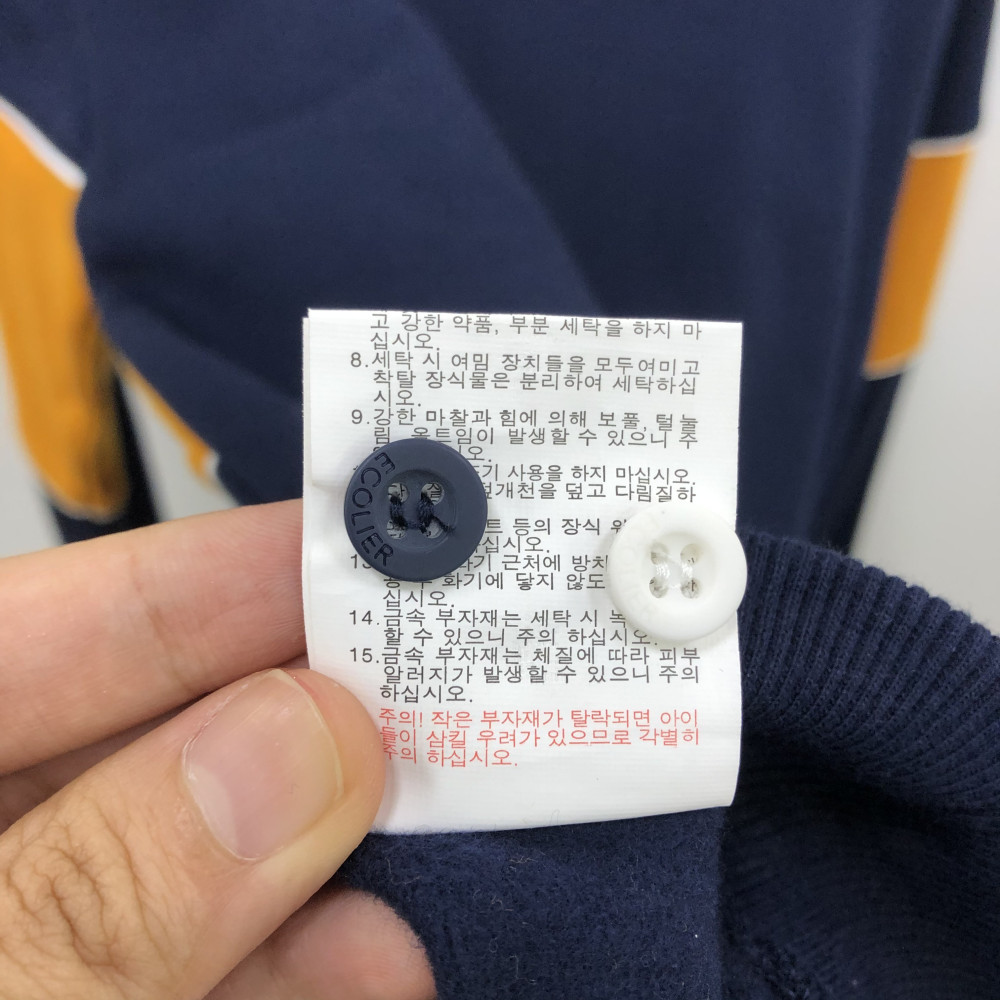 고 강한 약품, 부분 세탁을 하지 마
십시오.
8.세탁 시 여밈 장치들을 모두여미고
착탈 장식물은 분리하여 세탁하십
시오.
9.강한 마찰과 힘에 의해 보풀, 털눌
림, 올트임이 발생할 수 있으니 주
사용을 하지 마십시오.
덮개천을 덮고 다림질하
등의 장식
하십시오.
근처에 방치
화기에 닿지 않도
십시오.
14.금속 부자재는 세탁 시
할 수 있으니 주의 하십시오.
15.금속 부자재는 체질에 따라 피부
알러지가 발생할 수 있으니주의
하십시오.
주의! 작은 부자재가 탈락되면 아이
들이 삼킬 우려가 있으므로 각별히
주의 하십시오.
ECOLIER